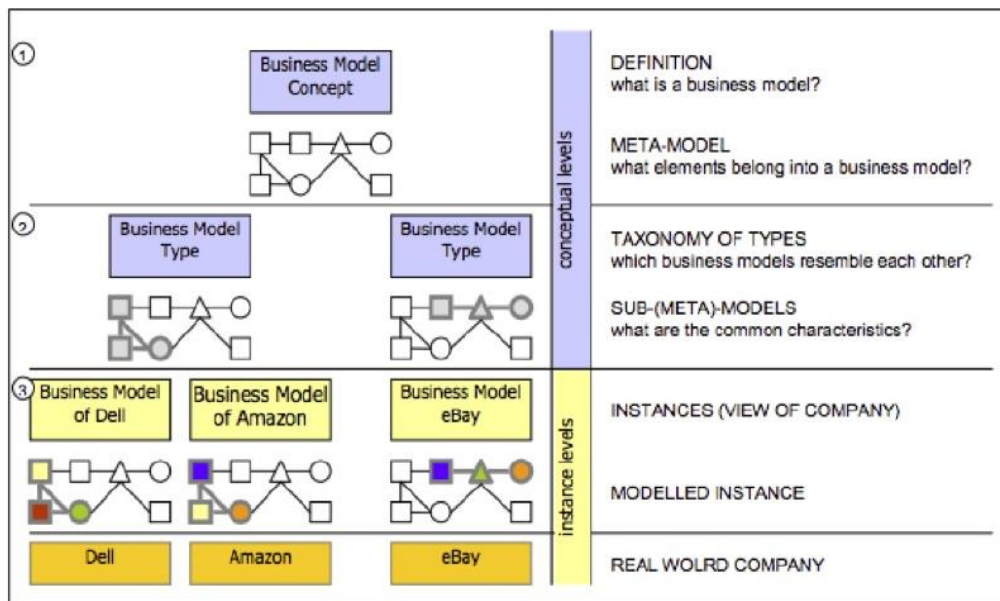 1
Business Model
Concept
DEFINITION
what is a business model?
META-MODEL
what elements belong into a business model?
conceptual levels
2
Business Model
Type
Business Model
Type
TAXONOMY OF TYPES
which business models resemble each other?
SUB-(META)-MODELS
what are the common characteristics?
3
Business Model
of Dell
Business Model
of Amazon
Business Model
eBay
INSTANCES (VIEW OF COMPANY)
MODELLED INSTANCE
instance levels
Dell
Amazon
eBay
REAL WOLRD COMPANY